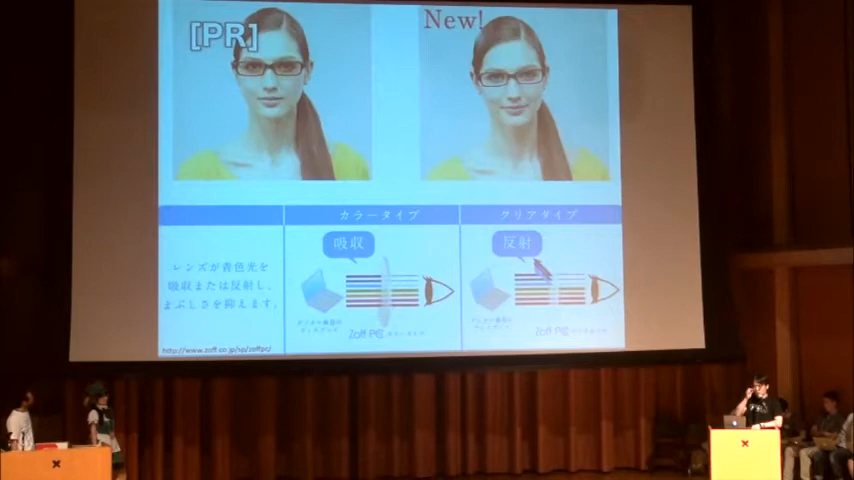 [PR]
New!
カラータイプ
クリアタイプ
吸収
反射
レンズが青色光を
吸収または反射し、
まぶしさを抑えます。
Zoff PC
Zoff PC
http://www.zoff.co.jp/sp/zoffpc/